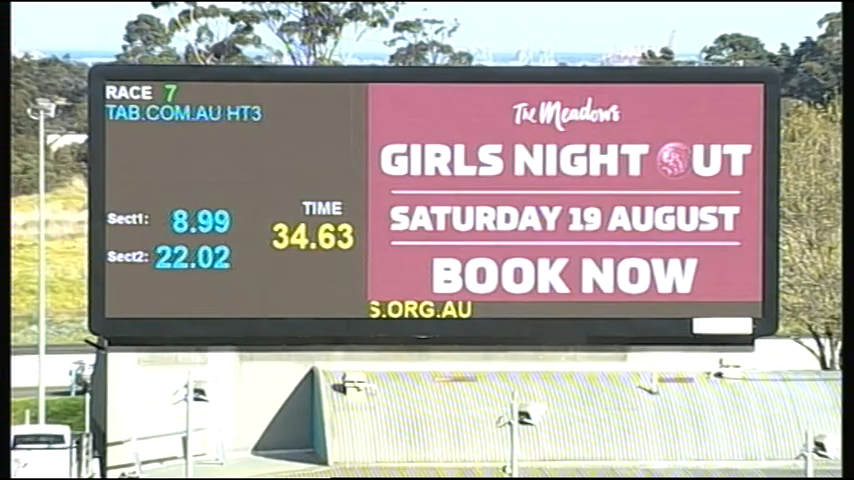 RACE 7
TAB.COM.AU HT3
Sect1: 8.99
Sect2: 22.02
TIME
34.63
The Meadows
GIRLS NIGHT OUT
SATURDAY 19 AUGUST
BOOK NOW
S.ORG.AU